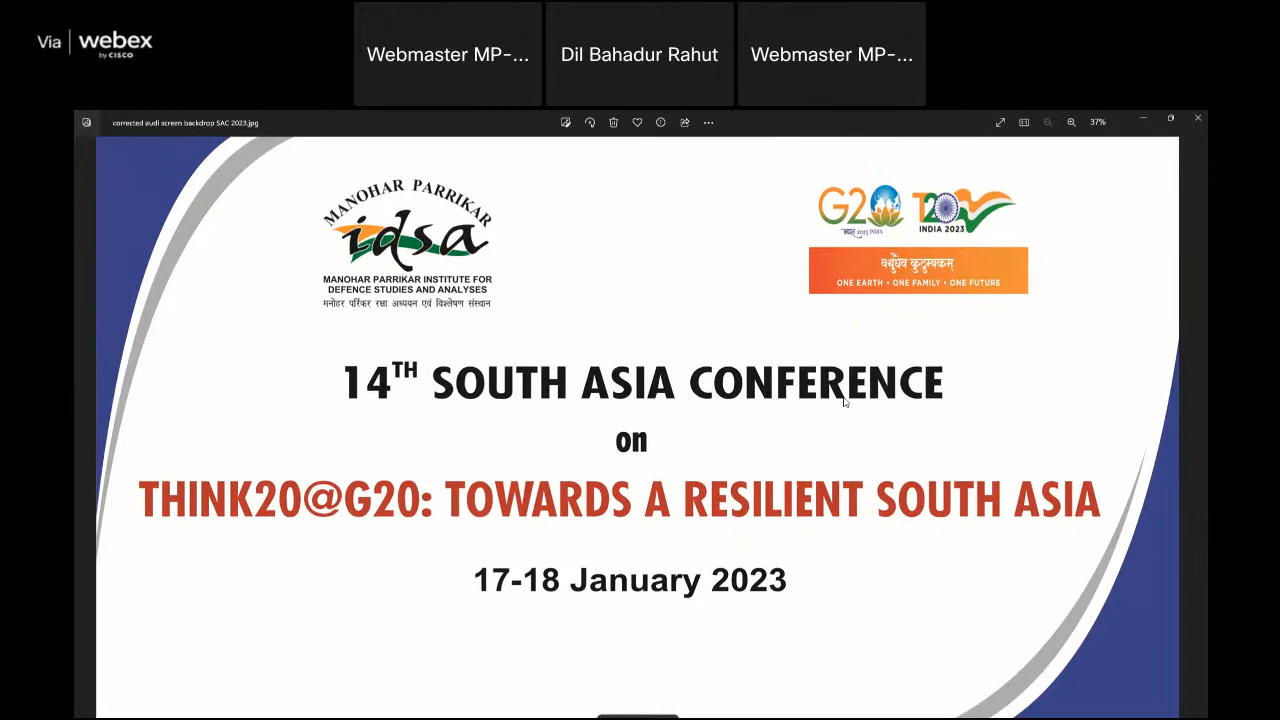 Via webex
by CISCO
Webmaster MP-...
Dil Bahadur Rahut
Webmaster MP-...
corrected audi screen backdrop SAC 2023.jpg
37%
MANOHAR PARRIKAR
idsa
MANOHAR PARRIKAR INSTITUTE FOR
DEFENCE STUDIES AND ANALYSES
मनोहर पर्रिकर रक्षा अध्ययन एवं विश्लेषण संस्थान
G20 T20
भारत 2023 INDIA
INDIA 2023
वसुधैव कुटुम्बकम्
ONE EARTH • ONE FAMILY • ONE FUTURE
14TH SOUTH ASIA CONFERENCE
on
THINK20@G20: TOWARDS A RESILIENT SOUTH ASIA
17-18 January 2023